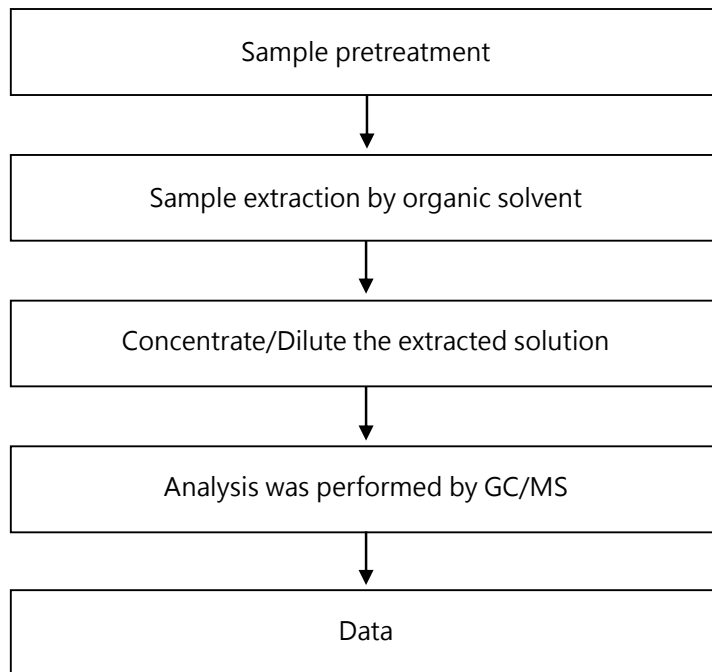 Sample pretreatment
Sample extraction by organic solvent
Concentrate/Dilute the extracted solution
Analysis was performed by GC/MS
Data